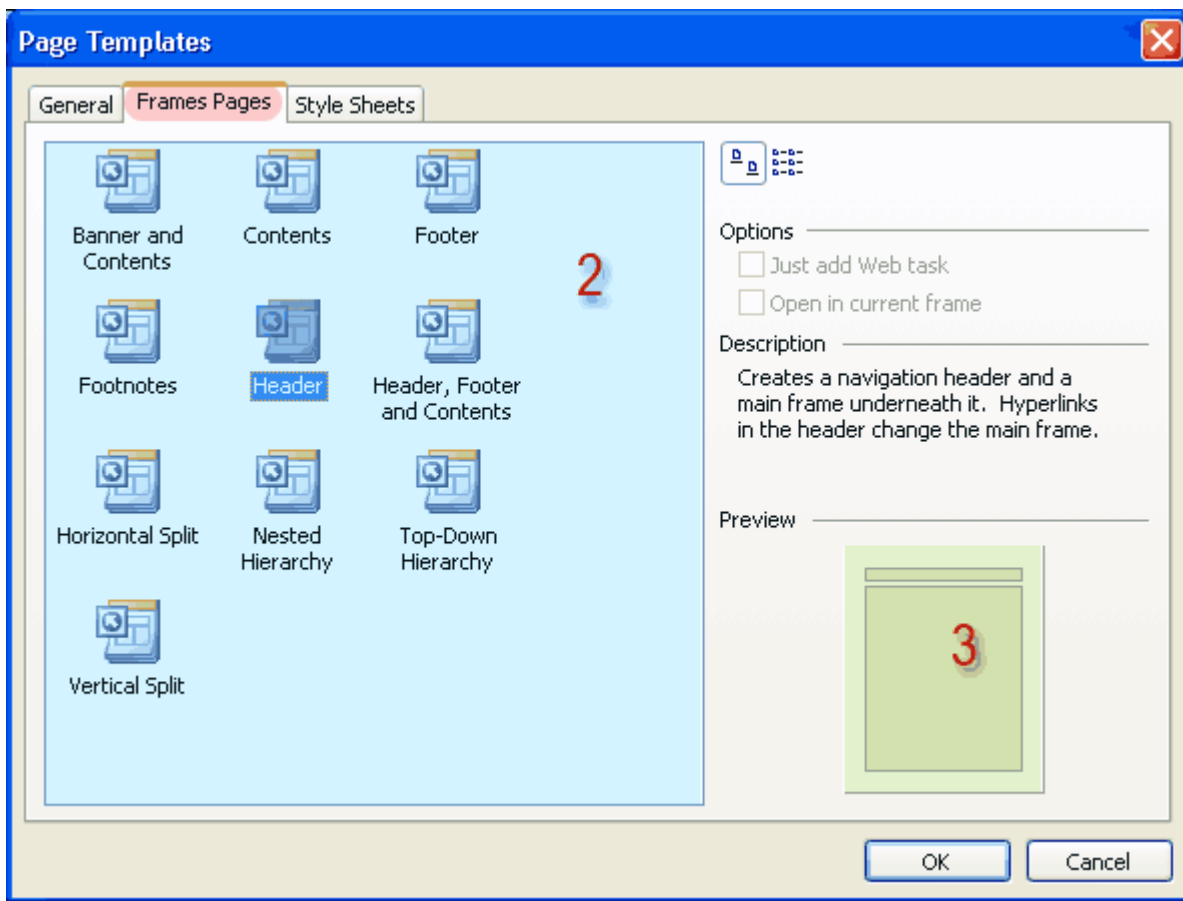 Page Templates
General Frames Pages Style Sheets
Banner and
Contents
Contents
Footer
2
Footnotes
Header
Header, Footer
and Contents
Horizontal Split
Nested
Hierarchy
Top-Down
Hierarchy
Vertical Split
Options
Just add Web task
Open in current frame
Description
Creates a navigation header and a
main frame underneath it. Hyperlinks
in the header change the main frame.
Preview
3
OK Cancel